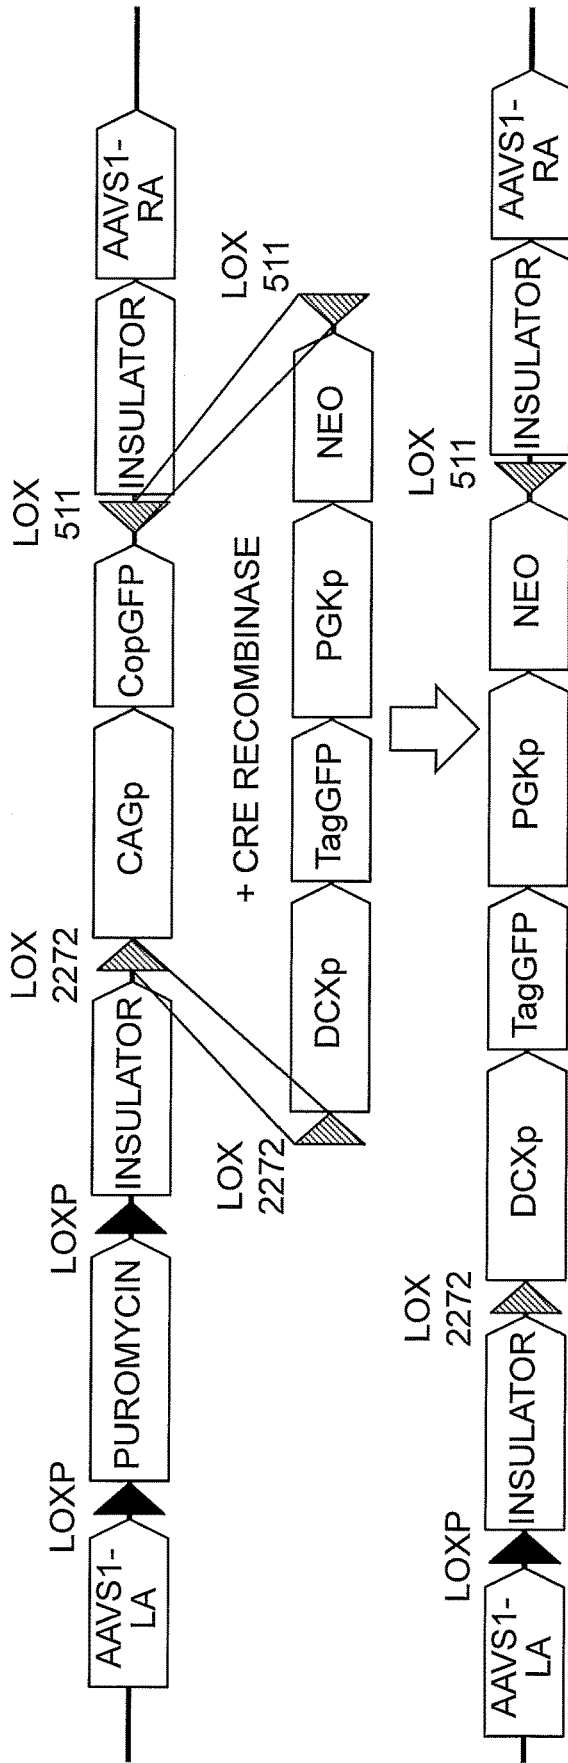 LOXP
LOXP
LOX
2272
LOX
511
AAVS1-
LA
PUROMYCIN
INSULATOR
CAGp
CopGFP
INSULATOR
AAVS1-
RA
LOX
2272
+ CRE RECOMBINASE
LOX
511
DCXp
TagGFP
PGKp
NEO
LOXP
LOX
2272
LOX
511
AAVS1-
LA
INSULATOR
DCXp
TagGFP
PGKp
NEO
INSULATOR
AAVS1-
RA